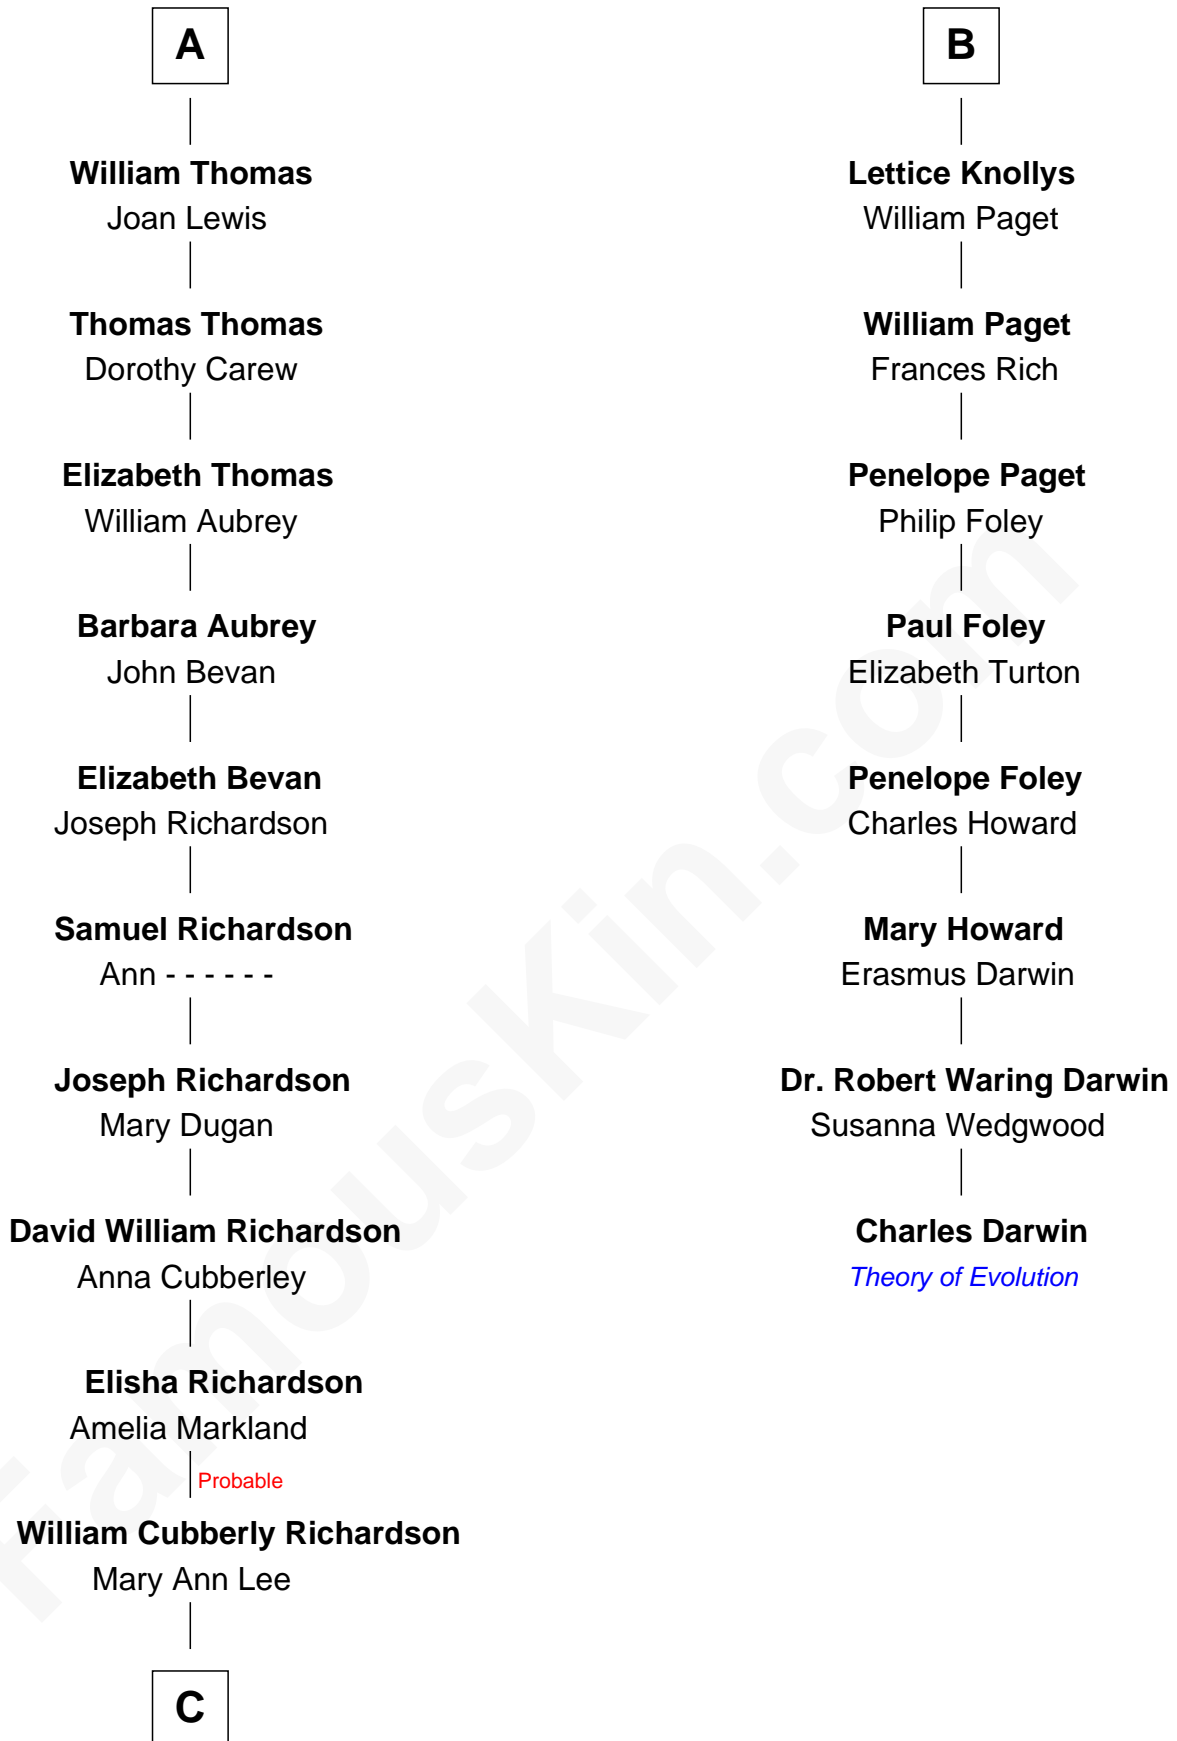 A
William Thomas
Joan Lewis
Thomas Thomas
Dorothy Carew
Elizabeth Thomas
William Aubrey
Barbara Aubrey
John Bevan
Elizabeth Bevan
Joseph Richardson
Samuel Richardson
Ann - - - - - -
Joseph Richardson
Mary Dugan
David William Richardson
Anna Cubberley
Elisha Richardson
Amelia Markland
Probable
William Cubberly Richardson
Mary Ann Lee
C
B
Lettice Knollys
William Paget
William Paget
Frances Rich
Penelope Paget
Philip Foley
Paul Foley
Elizabeth Turton
Penelope Foley
Charles Howard
Mary Howard
Erasmus Darwin
Dr. Robert Waring Darwin
Susanna Wedgwood
Charles Darwin
Theory of Evolution
FamousKin.com